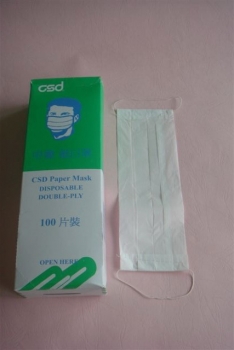 csd
CSD Paper Mask
DISPOSABLE
DOUBLE-PLY
100 片裝
OPEN HERE